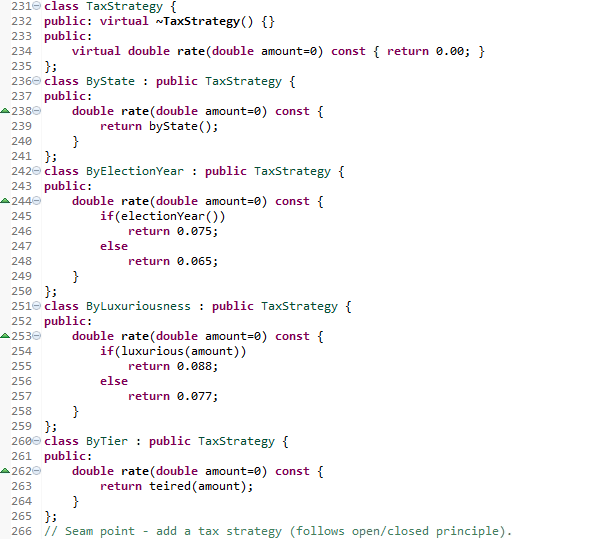 231 class TaxStrategy {
232 public: virtual ~TaxStrategy() {}
233 public:
234     virtual double rate(double amount=0) const { return 0.00; }
235 };
236 class ByState : public TaxStrategy {
237 public:
238     double rate(double amount=0) const {
239         return byState();
240     }
241 };
242 class ByElectionYear : public TaxStrategy {
243 public:
244     double rate(double amount=0) const {
245         if(electionYear())
246             return 0.075;
247         else
248             return 0.065;
249     }
250 };
251 class ByLuxuriousness : public TaxStrategy {
252 public:
253     double rate(double amount=0) const {
254         if(luxurious(amount))
255             return 0.088;
256         else
257             return 0.077;
258     }
259 };
260 class ByTier : public TaxStrategy {
261 public:
262     double rate(double amount=0) const {
263         return teired(amount);
264     }
265 };
266 // Seam point - add a tax strategy (follows open/closed principle).